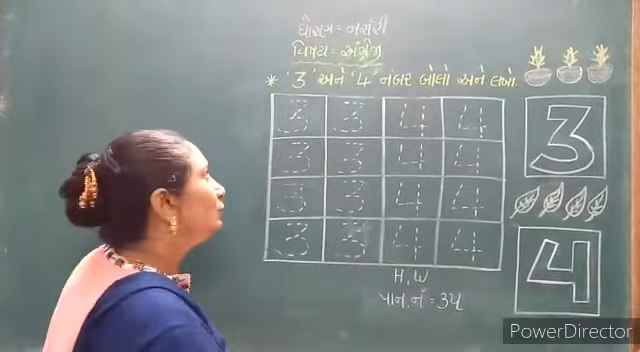 ધોરણ = નર્સરી
વિષય = અંગ્રેજી
* '3' અને '4' નંબર બોલો અને લખો.
3 3 4 4
3 3 4 4
3 3 4 4
3 3 4 4
3
4
H.W
પાન. નં = ૩૫
PowerDirector